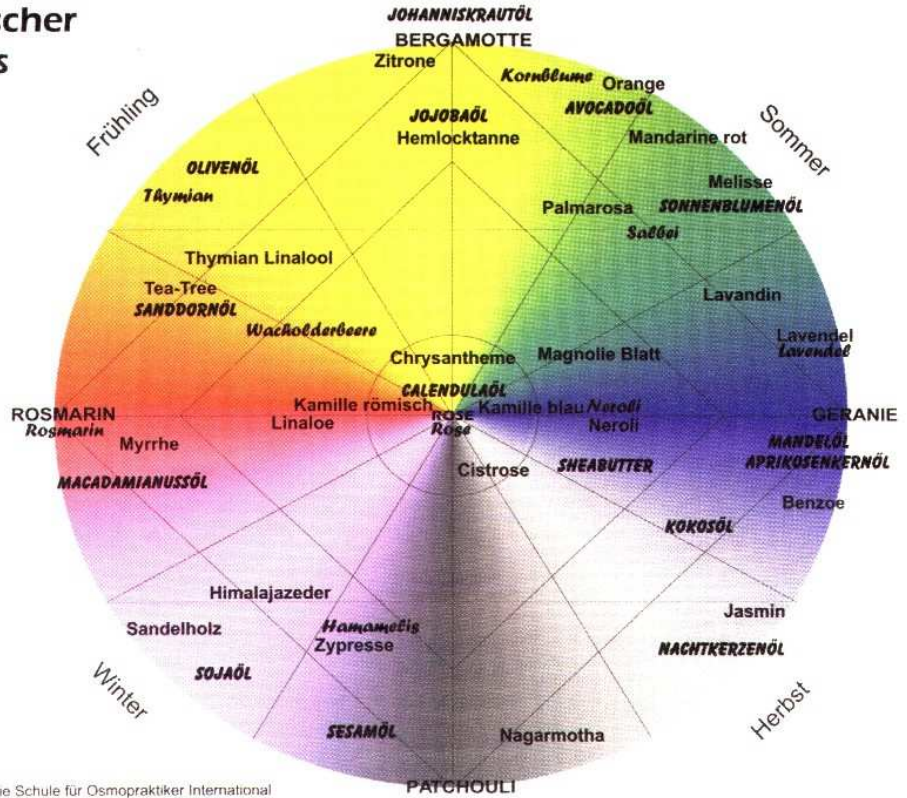 JOHANNISKRAUTÖL
BERGAMOTTE
Zitrone
Kornblume
Orange
Frühling
JOJOBAÖL
AVOCADOÖL
Sommer
Hemlocktanne
Mandarine rot
OLIVENÖL
Thymian
Melisse
Palmarosa
SONNENBLUMENÖL
Salbei
Thymian Linalool
Tea-Tree
SANDDORNÖL
Lavandin
Wacholderbeere
Lavendel
Lavendel
Chrysantheme
Magnolie Blatt
CALENDULAÖL
Kamille römisch
Kamille blau
Neroli
ROSMARIN
Rosmarin
Linaloe
ROSE
Rose
Neroli
GERANIE
Myrrhe
MANDELÖL
Cistrose
SHEABUTTER
APRIKOSENKERNÖL
MACADAMIANUSSÖL
Benzoe
KOKOSÖL
Himalajazeder
Jasmin
Sandelholz
Hamamelis
Zypresse
NACHTKERZENÖL
Winter
SOJAÖL
Herbst
SESAMÖL
Nagarmotha
PATCHOULI
Schule für Osmopraktiker International